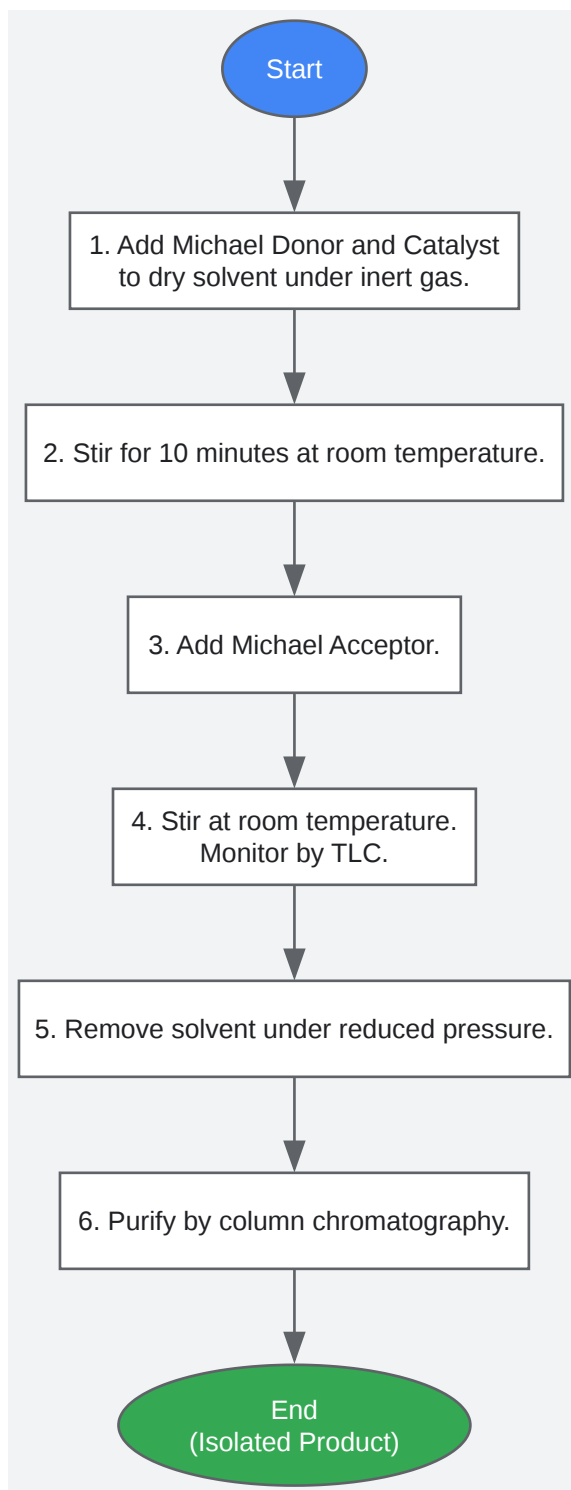 Start
1. Add Michael Donor and Catalyst
to dry solvent under inert gas.
2. Stir for 10 minutes at room temperature.
3. Add Michael Acceptor.
4. Stir at room temperature.
Monitor by TLC.
5. Remove solvent under reduced pressure.
6. Purify by column chromatography.
End
(Isolated Product)